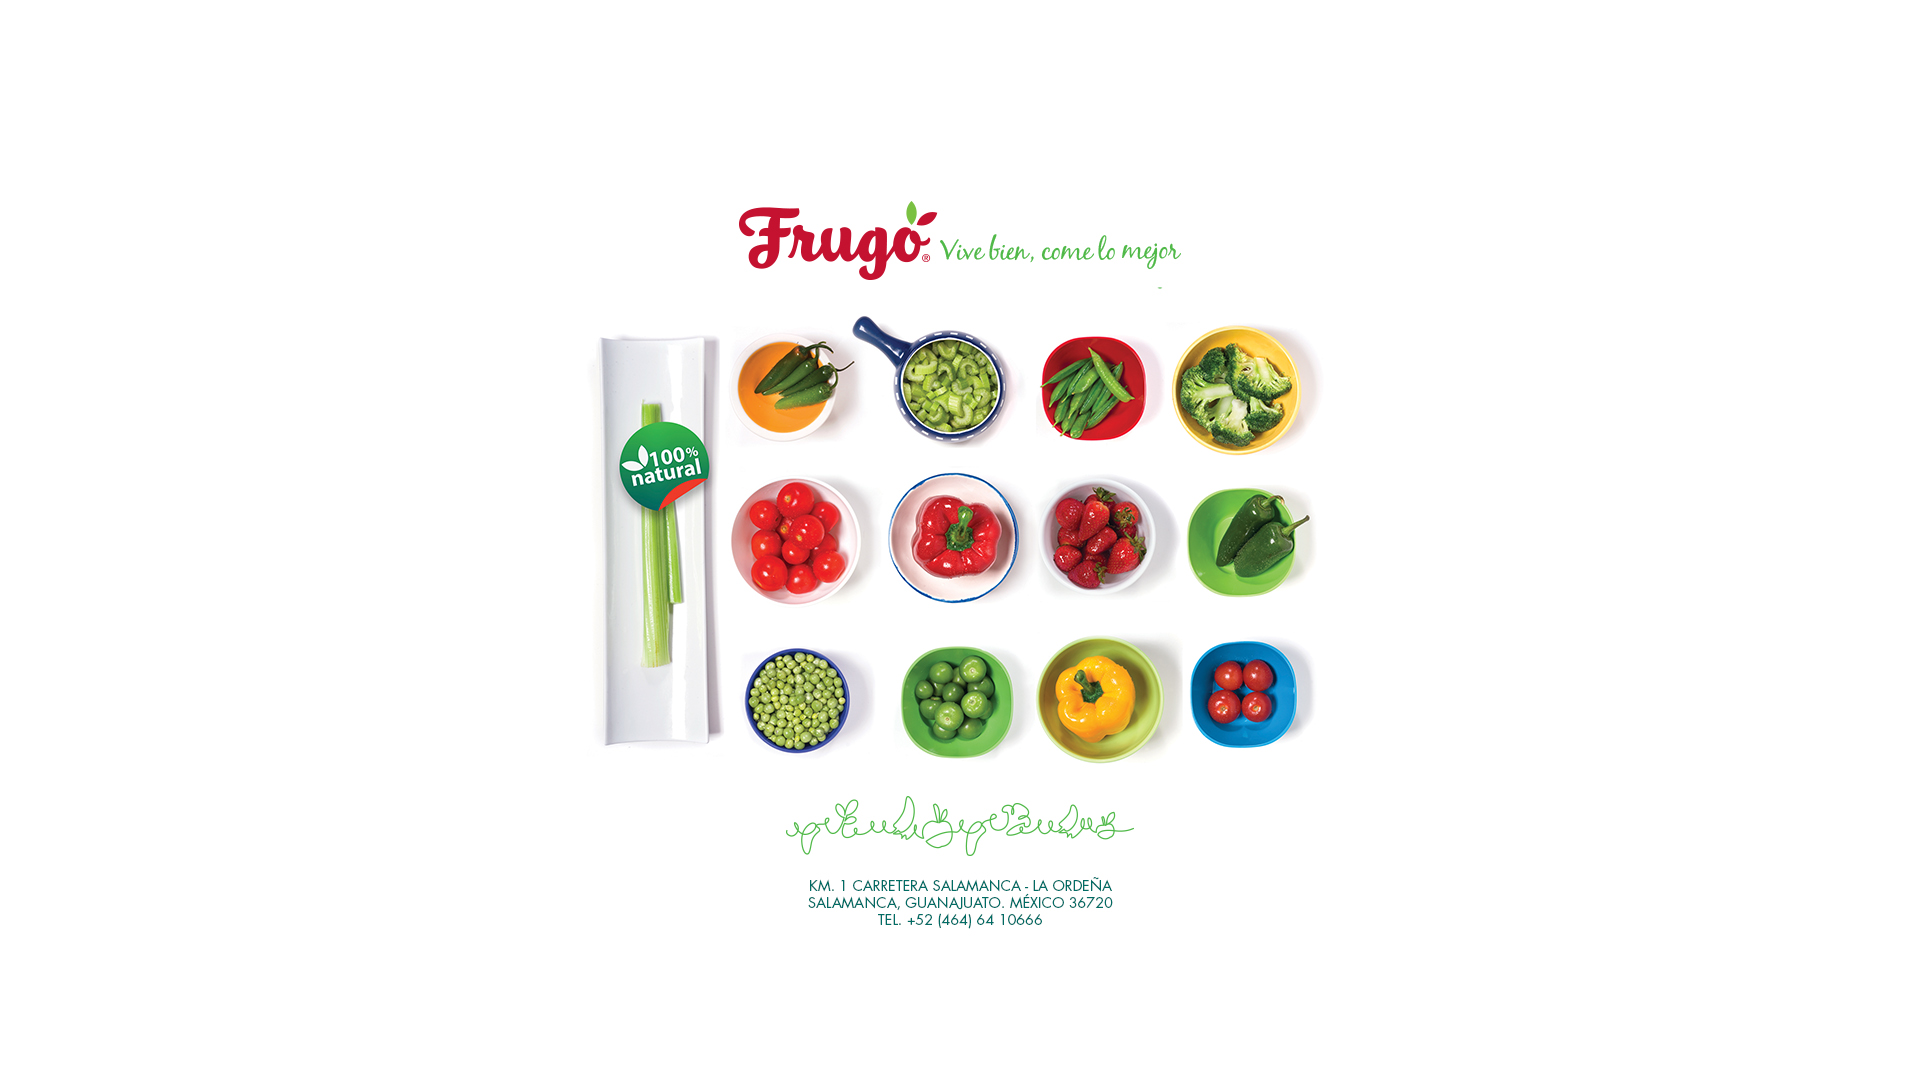 Frugo®
Vive bien, come lo mejor
100%
natural
KM. 1 CARRETERA SALAMANCA - LA ORDEÑA
SALAMANCA, GUANAJUATO. MÉXICO 36720
TEL. +52 (464) 64 10666